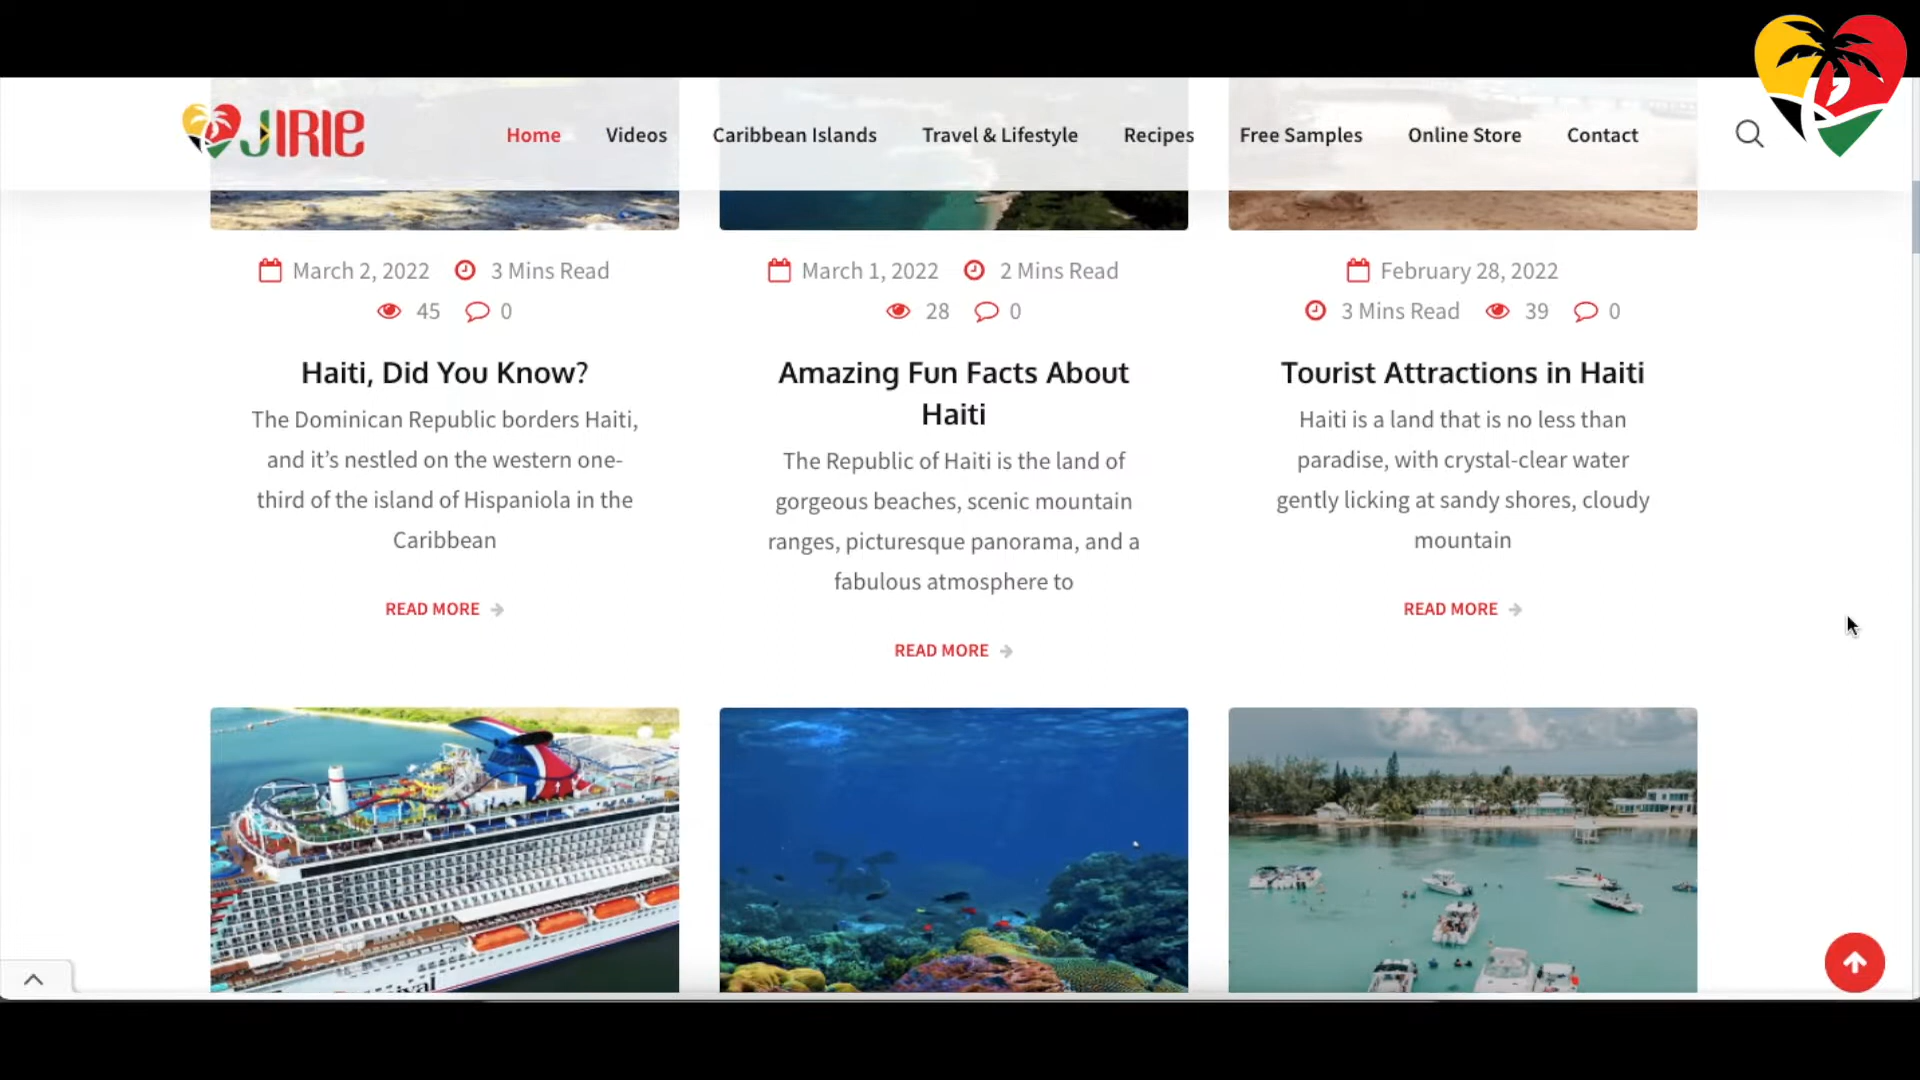 JIRIE
Home Videos Caribbean Islands Travel & Lifestyle Recipes Free Samples Online Store Contact
March 2, 2022 3 Mins Read
45 0
Haiti, Did You Know?
The Dominican Republic borders Haiti,
and it’s nestled on the western one-
third of the island of Hispaniola in the
Caribbean
READ MORE
March 1, 2022 2 Mins Read
28 0
Amazing Fun Facts About
Haiti
The Republic of Haiti is the land of
gorgeous beaches, scenic mountain
ranges, picturesque panorama, and a
fabulous atmosphere to
READ MORE
February 28, 2022
3 Mins Read 39 0
Tourist Attractions in Haiti
Haiti is a land that is no less than
paradise, with crystal-clear water
gently licking at sandy shores, cloudy
mountain
READ MORE